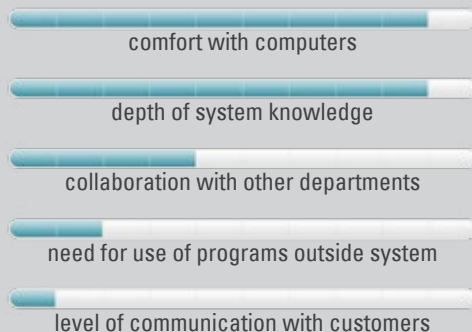 comfort with computers
depth of system knowledge
collaboration with other departments
need for use of programs outside system
level of communication with customers